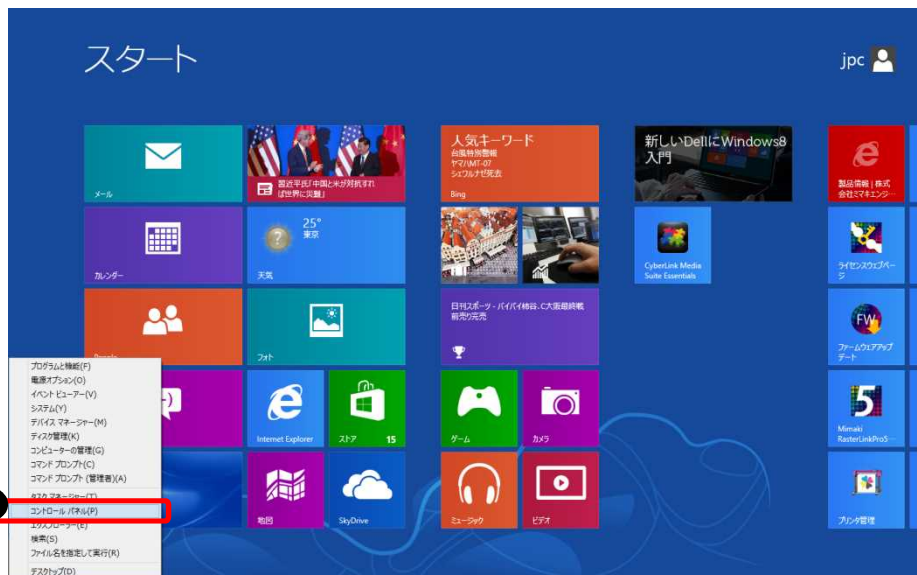 スタート
jpc
メール
習近平氏「中国と米が対抗すれ
ば世界に災難」
人気キーワード
台風特別警報
ヤマハMT-07
シュワルナゼ死去
Bing
新しいDellにWindows8
入門
製品情報 | 株式
会社ミマキエンジ…
カレンダー
25°
東京
天気
CyberLink Media
Suite Essentials
ライセンスウェブペー
ジ
People
フォト
日刊スポーツ - バイバイ柿谷、C大阪最終戦
前売り完売
FW
ファームウェアアップ
デート
Internet Explorer
ストア
15
ゲーム
カメラ
5
Mimaki
RasterLinkPro5…
地図
SkyDrive
ミュージック
ビデオ
プリンタ管理
プログラムと機能(F)
電源オプション(O)
イベント ビューアー(V)
システム(Y)
デバイス マネージャー(M)
ディスク管理(K)
コンピューターの管理(G)
コマンド プロンプト(C)
コマンド プロンプト (管理者)(A)
タスク マネージャー(T)
コントロール パネル(P)
エクスプローラー(E)
検索(S)
ファイル名を指定して実行(R)
デスクトップ(D)